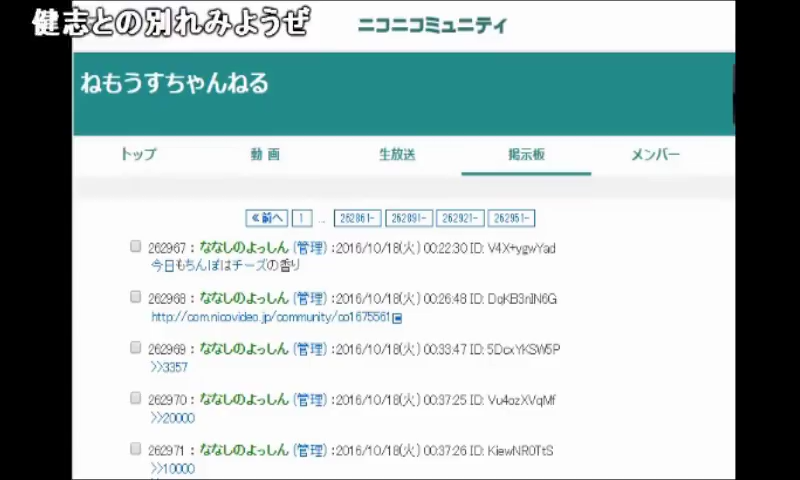 健志との別れみようぜ
ニコニコミュニティ
ねもうすちゃんねる
トップ 動画 生放送 掲示板 メンバー
≪前へ 1 ... 262861- 262891- 262921- 262951-
262967 : ななしのよっしん (管理) :2016/10/18(火) 00:22:30 ID: V4X+ygwYad
今日もちんぽはチーズの香り
262968 : ななしのよっしん (管理) :2016/10/18(火) 00:26:48 ID: DqKB3nIN6G
http://com.nicovideo.jp/community/co1675561
262969 : ななしのよっしん (管理) :2016/10/18(火) 00:33:47 ID: 5DcxYKSW5P
>>3357
262970 : ななしのよっしん (管理) :2016/10/18(火) 00:37:25 ID: Vu4ozXVqMf
>>20000
262971 : ななしのよっしん (管理) :2016/10/18(火) 00:37:26 ID: KiewNR0TtS
>>10000